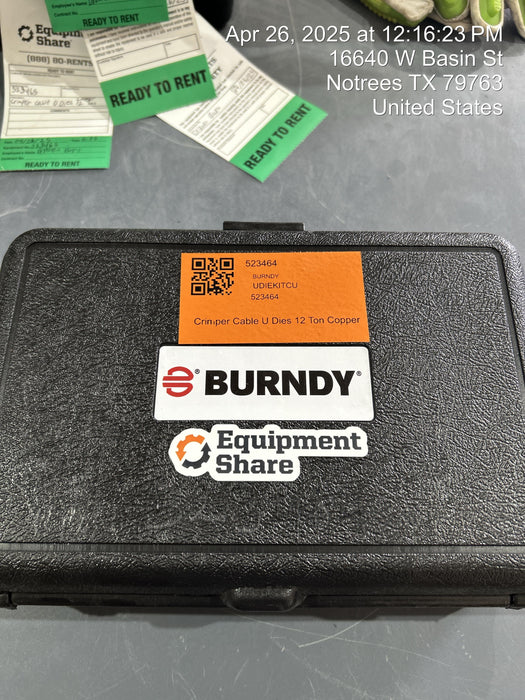 Apr 26, 2025 at 12:16:23 PM
16640 W Basin St
Notrees TX 79763
United States
Equipment
Share
(888) 80-RENTS
READY TO RENT
READY TO RENT
READY TO RENT
READY TO RENT
523464
BURNDY
UDIEKITCU
523464
Crimper Cable U Dies 12 Ton Copper
BURNDY®
Equipment
Share